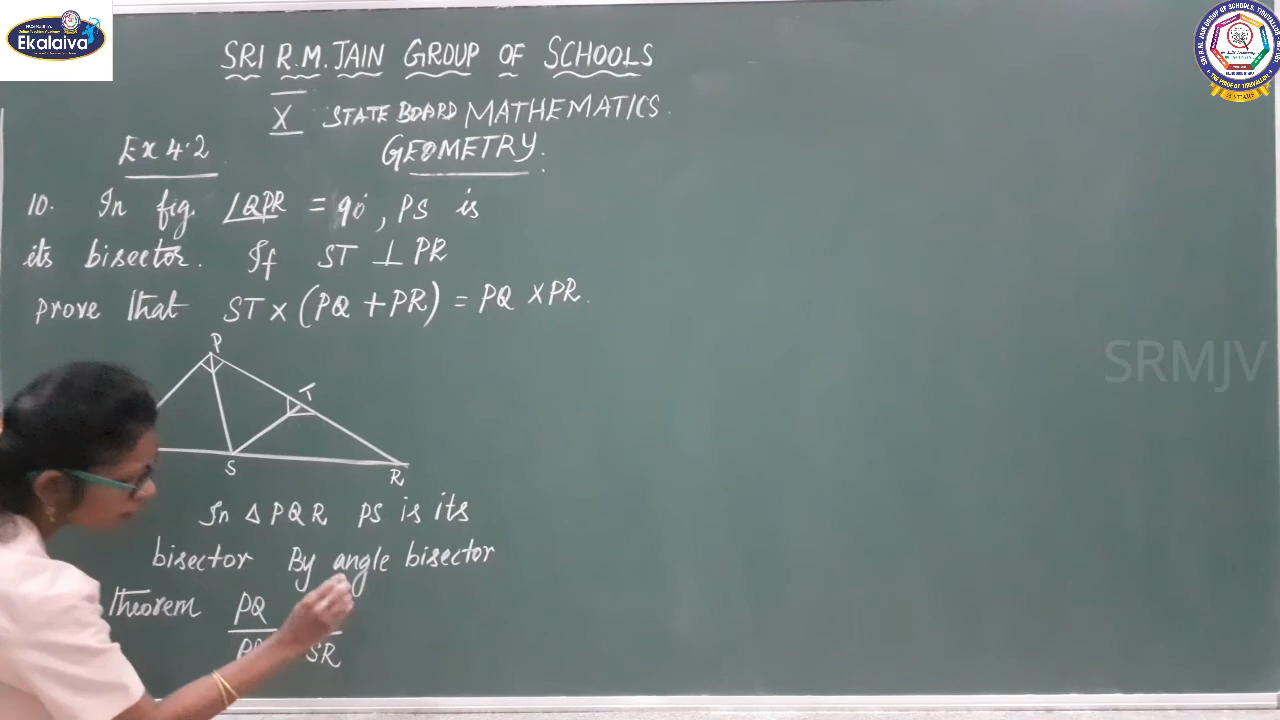 Ekalaiva
SRI R.M. JAIN GROUP OF SCHOOLS
X STATE BOARD MATHEMATICS.
Ex 4.2 GEOMETRY.
10. In fig. ∠QPR = 90°, PS is
its bisector. If ST ⊥ PR
prove that ST × (PQ + PR) = PQ × PR.
P
T
S
R
SRMJV
In Δ PQR PS is its
bisector By angle bisector
Theorem PQ
SR